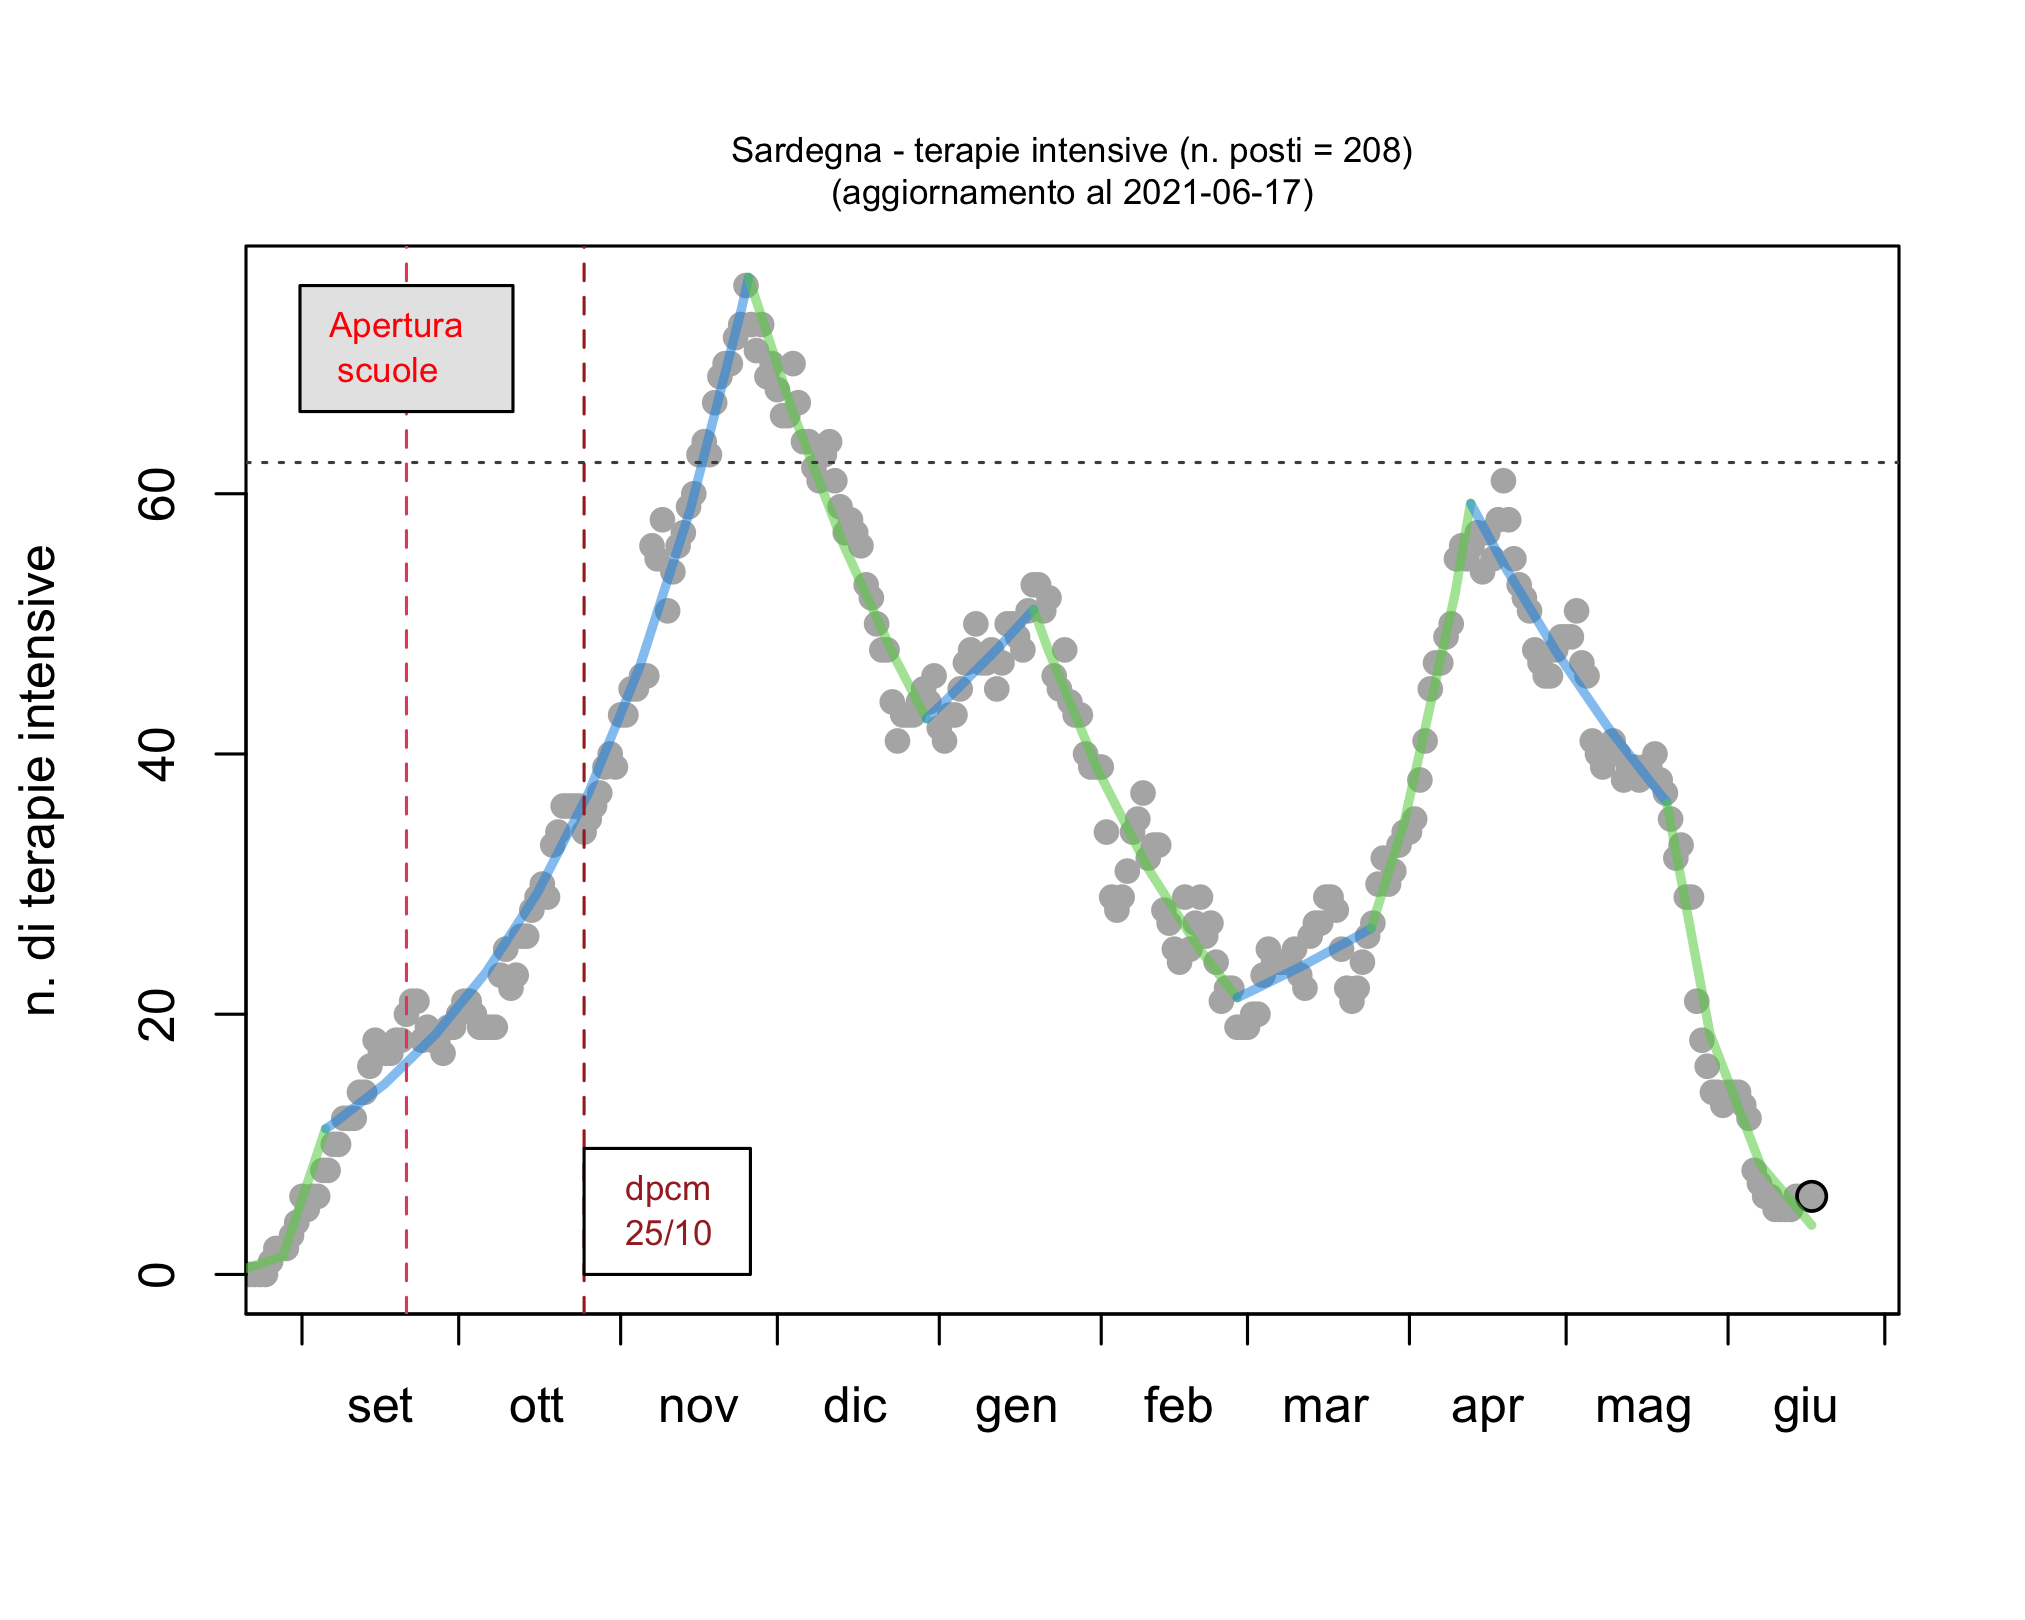 Sardegna - terapie intensive (n. posti = 208)
(aggiornamento al 2021-06-17)
Apertura
scuole
dpcm
25/10
n. di terapie intensive
60
40
20
0
set ott nov dic gen feb mar apr mag giu